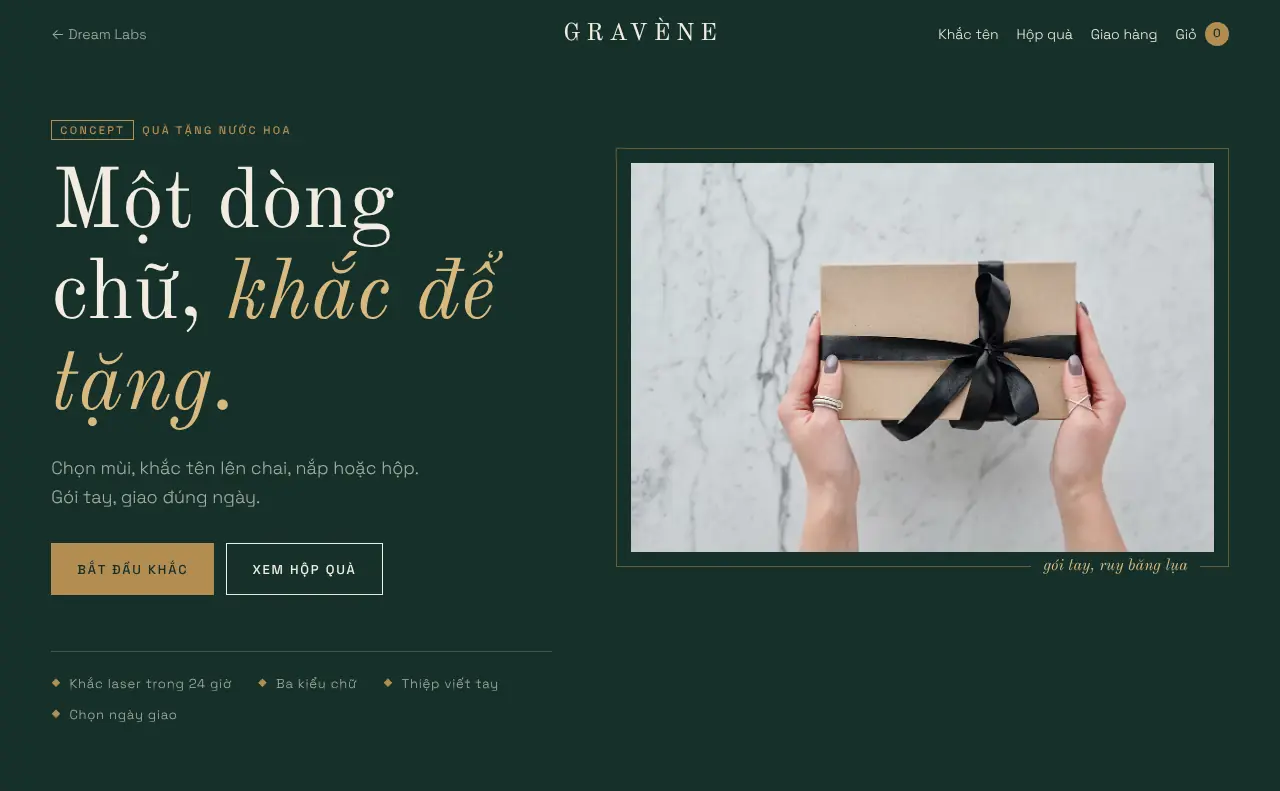 ← Dream Labs
GRAVÈNE
Khắc tên Hộp quà Giao hàng Giỏ 0
CONCEPT QUÀ TẶNG NƯỚC HOA
Một dòng
chữ, khắc để
tặng.
Chọn mùi, khắc tên lên chai, nắp hoặc hộp.
Gói tay, giao đúng ngày.
BẮT ĐẦU KHẮC
XEM HỘP QUÀ
gói tay, ruy băng lụa
Khắc laser trong 24 giờ
Ba kiểu chữ
Thiệp viết tay
Chọn ngày giao